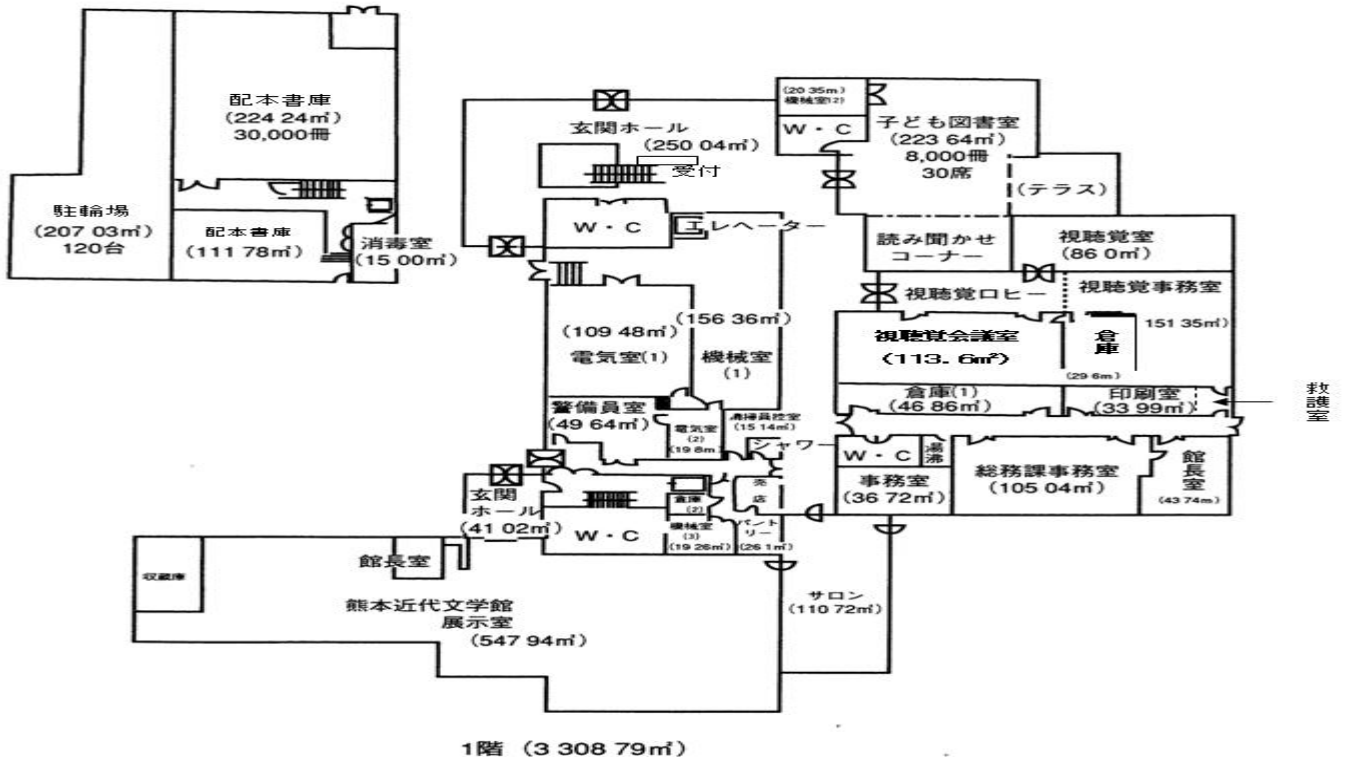 配本書庫
(224 24㎡)
30,000冊
駐輪場
(207 03㎡)
120台
配本書庫
(111 78㎡)
消毒室
(15 00㎡)
玄関ホール
(250 04㎡)
受付
(20 35m)
機械室(2)
W・C
子ども図書室
(223 64㎡)
8,000冊
30席
(テラス)
W・C
エレベーター
読み聞かせ
コーナー
視聴覚室
(86 0㎡)
視聴覚ロビー
視聴覚事務室
151 35㎡)
(109 48㎡)
電気室(1)
(156 36㎡)
機械室
(1)
視聴覚会議室
(113. 6㎡)
倉庫
(29 6m)
倉庫(1)
(46 86㎡)
印刷室
(33 99㎡)
救護室
警備員室
(49 64㎡)
電気室
(2)
(19 8m)
清掃員控室
(15 14㎡)
シャワー
W・C
湯沸
事務室
(36 72㎡)
総務課事務室
(105 04㎡)
館長室
(43 74m)
玄関
ホール
(41 02㎡)
W・C
倉庫
(2)
売店
機械室
(3)
(19 26㎡)
パントリー
(26 1㎡)
収蔵庫
館長室
熊本近代文学館
展示室
(547 94㎡)
サロン
(110 72㎡)
1階 (3 308 79㎡)